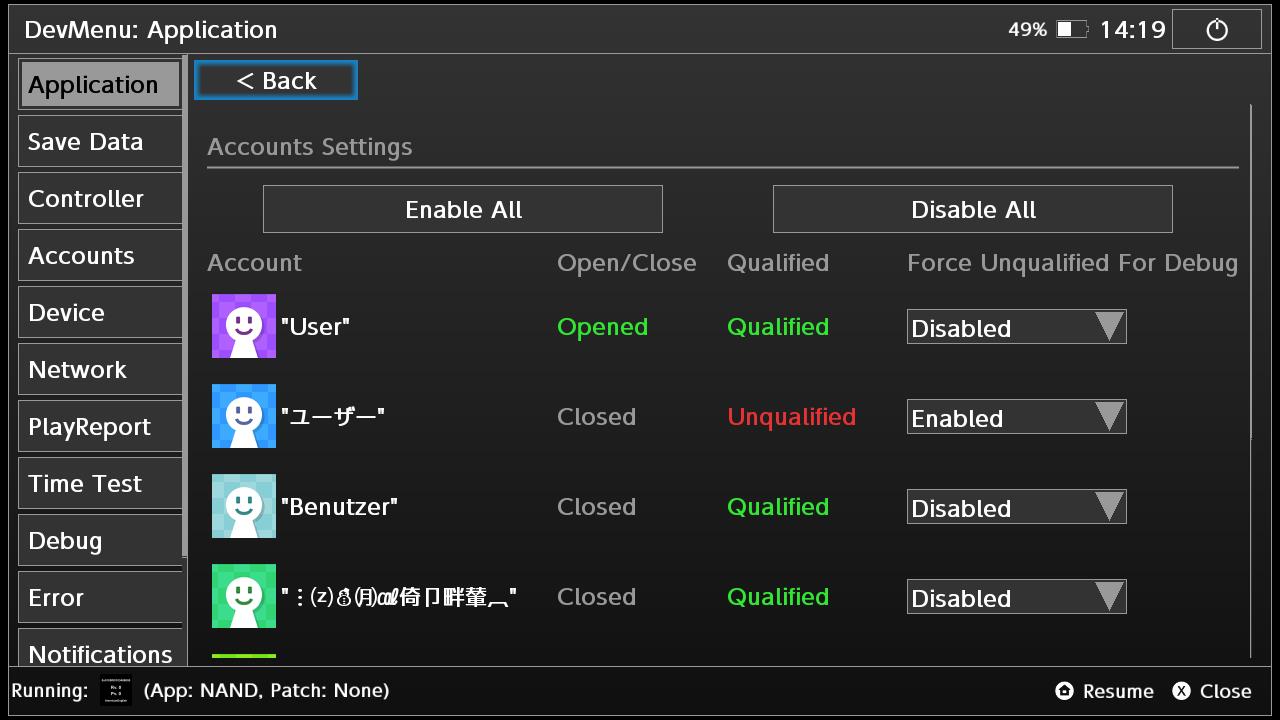 DevMenu: Application
49% 14:19
Application
Save Data
Controller
Accounts
Device
Network
PlayReport
Time Test
Debug
Error
Notifications
< Back
Accounts Settings
Enable All Disable All
Account Open/Close Qualified Force Unqualified For Debug
"User" Opened Qualified Disabled
"ユーザー" Closed Unqualified Enabled
"Benutzer" Closed Qualified Disabled
Closed Qualified Disabled
Running: (App: NAND, Patch: None)
Resume Close